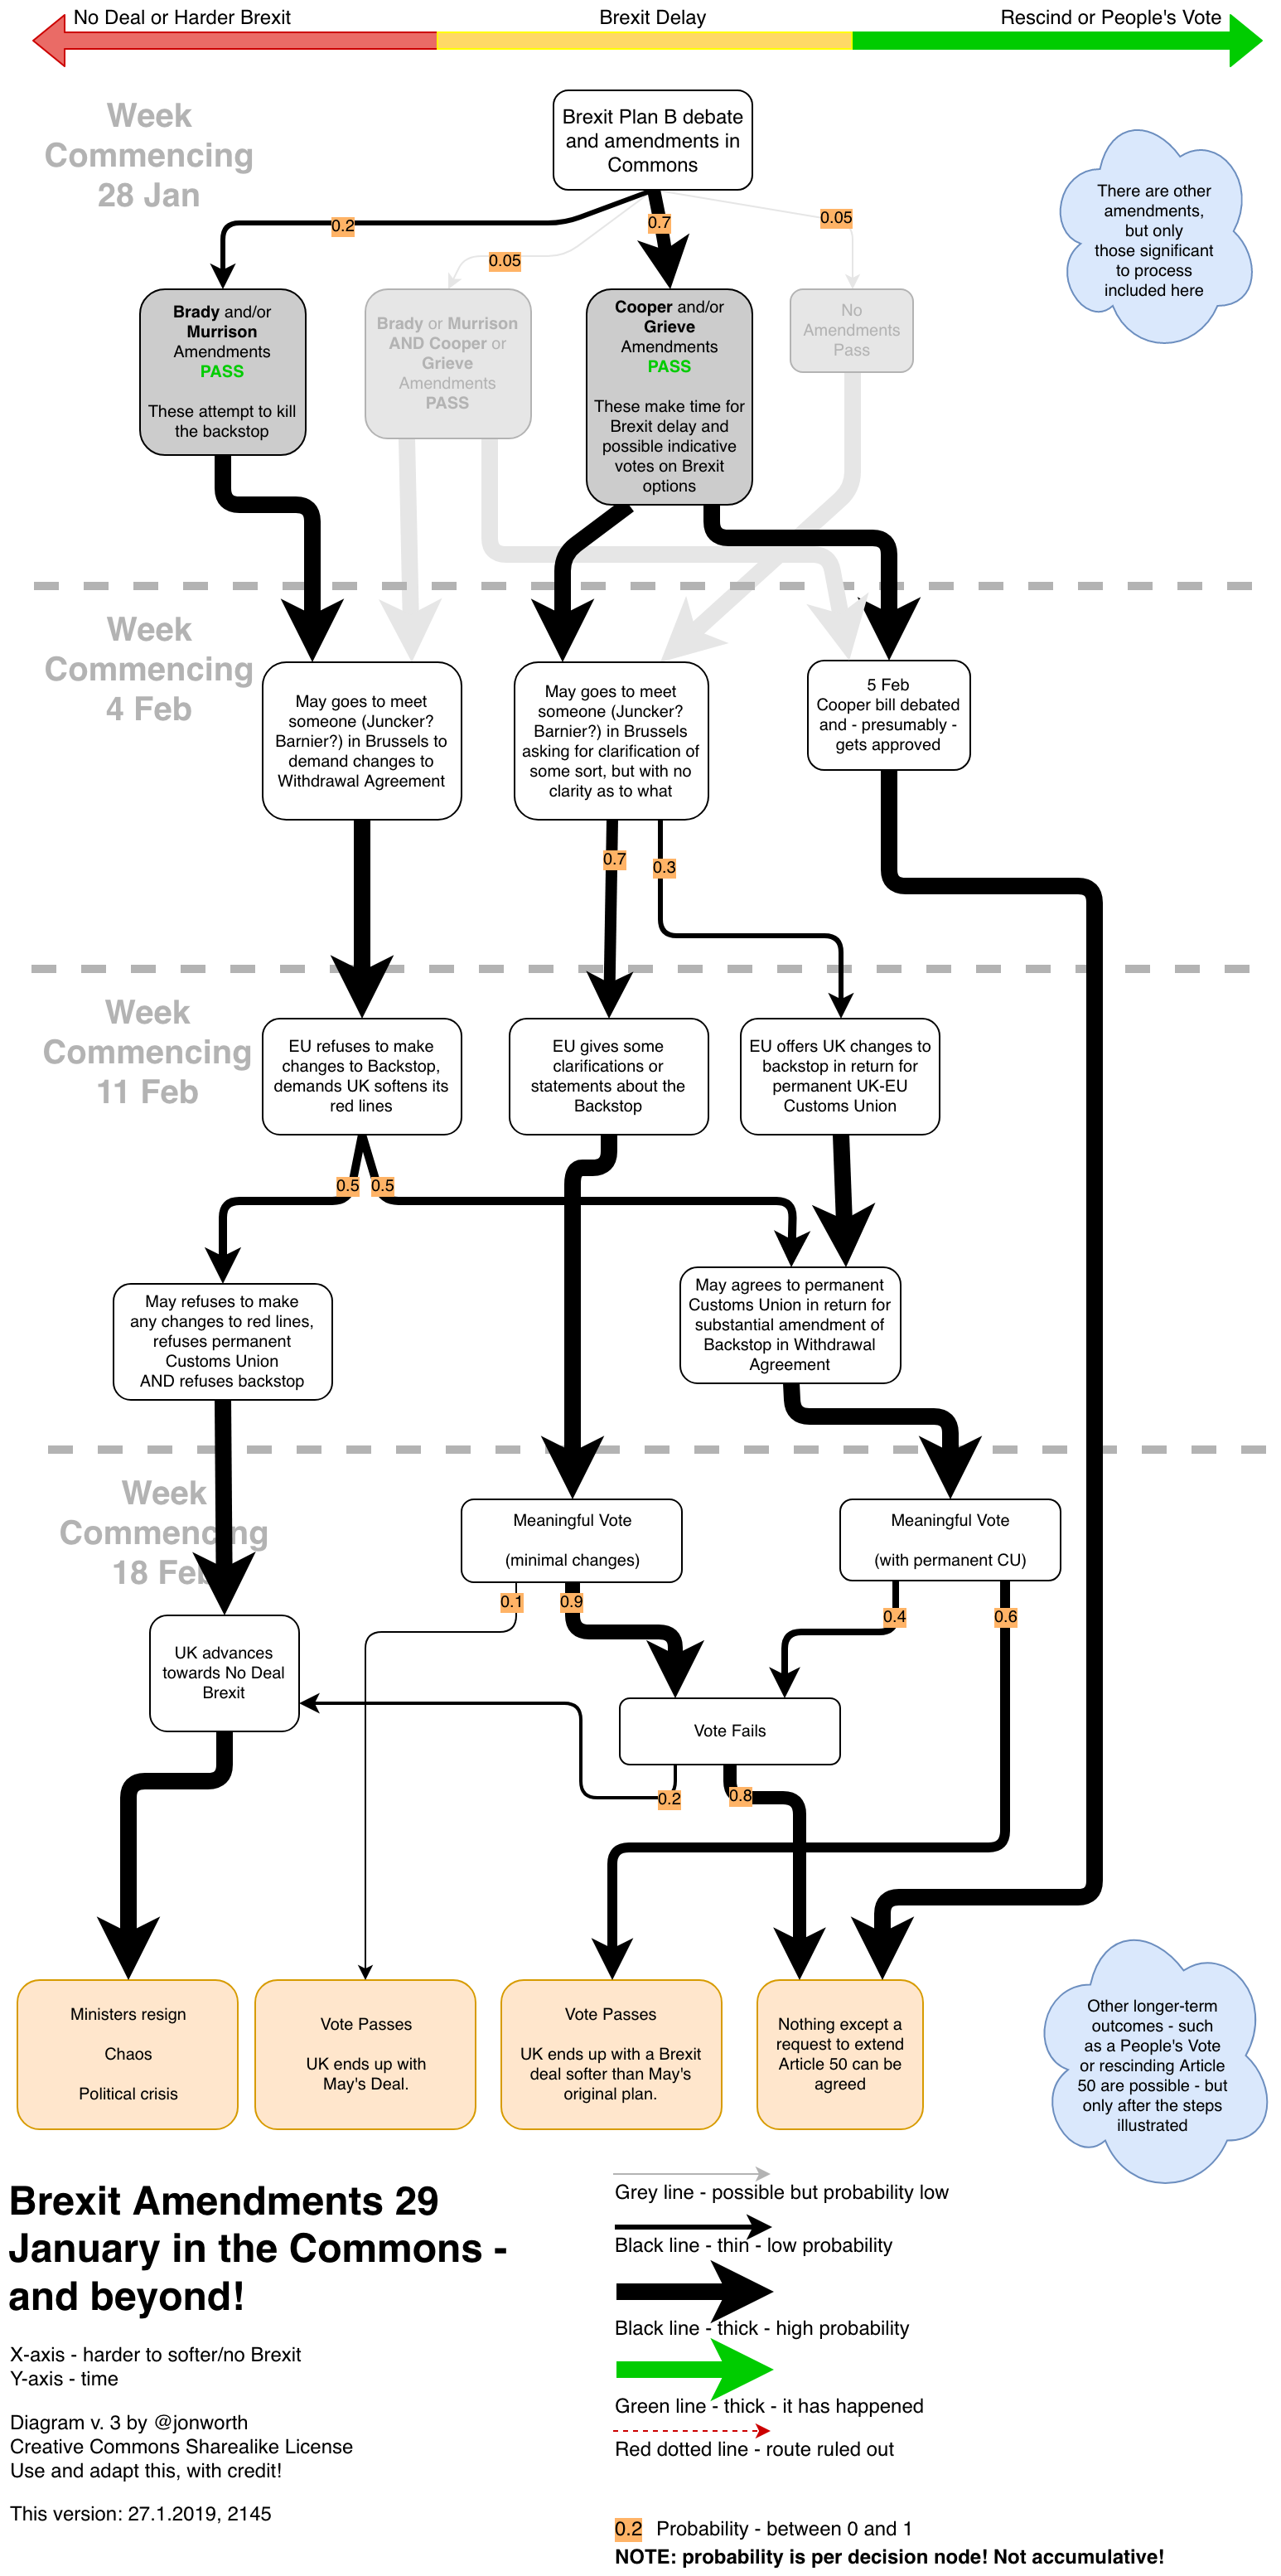 No Deal or Harder Brexit
Brexit Delay
Rescind or People's Vote
Week
Commencing
28 Jan
Brexit Plan B debate
and amendments in
Commons
There are other
amendments,
but only
those significant
to process
included here
0.2
0.05
0.7
0.05
Brady and/or
Murrison
Amendments
PASS
These attempt to kill
the backstop
Brady or Murrison
AND Cooper or
Grieve
Amendments
PASS
Cooper and/or
Grieve
Amendments
PASS
These make time for
Brexit delay and
possible indicative
votes on Brexit
options
No
Amendments
Pass
Week
Commencing
4 Feb
May goes to meet
someone (Juncker?
Barnier?) in Brussels to
demand changes to
Withdrawal Agreement
May goes to meet
someone (Juncker?
Barnier?) in Brussels
asking for clarification of
some sort, but with no
clarity as to what
5 Feb
Cooper bill debated
and - presumably -
gets approved
0.7
0.3
Week
Commencing
11 Feb
EU refuses to make
changes to Backstop,
demands UK softens its
red lines
EU gives some
clarifications or
statements about the
Backstop
EU offers UK changes to
backstop in return for
permanent UK-EU
Customs Union
0.5
0.5
May refuses to make
any changes to red lines,
refuses permanent
Customs Union
AND refuses backstop
May agrees to permanent
Customs Union in return for
substantial amendment of
Backstop in Withdrawal
Agreement
Week
Commencing
18 Feb
Meaningful Vote
(minimal changes)
Meaningful Vote
(with permanent CU)
0.1
0.9
0.4
0.6
UK advances
towards No Deal
Brexit
Vote Fails
0.2
0.8
Ministers resign
Chaos
Political crisis
Vote Passes
UK ends up with
May's Deal.
Vote Passes
UK ends up with a Brexit
deal softer than May's
original plan.
Nothing except a
request to extend
Article 50 can be
agreed
Other longer-term
outcomes - such
as a People's Vote
or rescinding Article
50 are possible - but
only after the steps
illustrated
Brexit Amendments 29
January in the Commons -
and beyond!
X-axis - harder to softer/no Brexit
Y-axis - time
Diagram v. 3 by @jonworth
Creative Commons Sharealike License
Use and adapt this, with credit!
This version: 27.1.2019, 2145
Grey line - possible but probability low
Black line - thin - low probability
Black line - thick - high probability
Green line - thick - it has happened
Red dotted line - route ruled out
0.2 Probability - between 0 and 1
NOTE: probability is per decision node! Not accumulative!